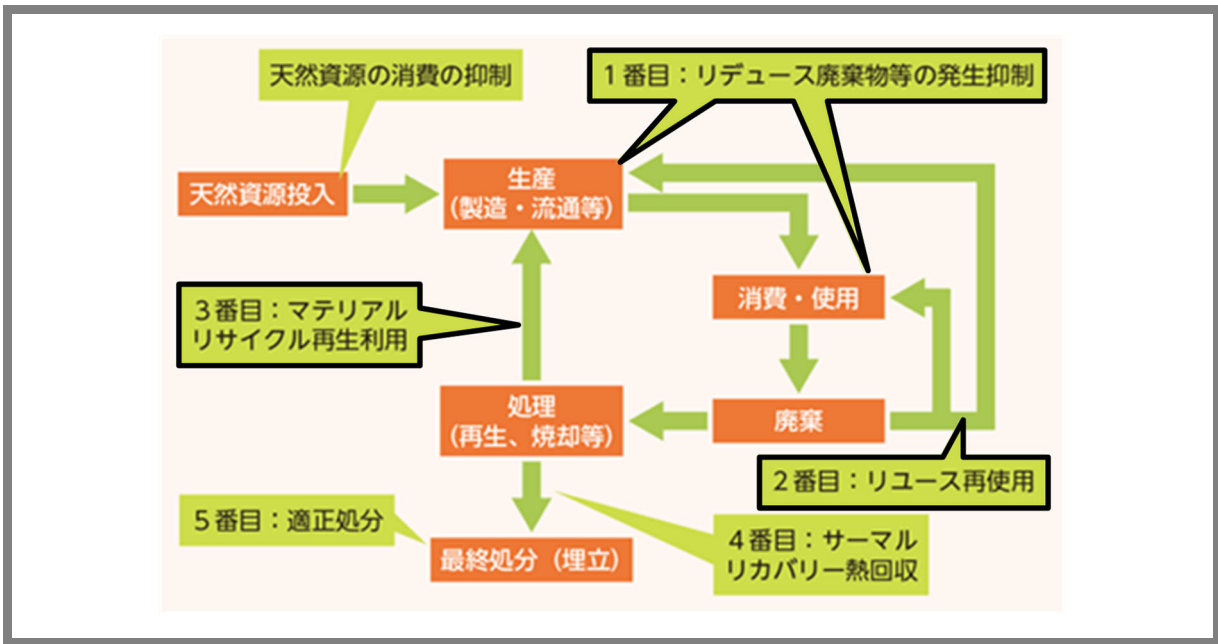 天然資源の消費の抑制
1番目：リデュース廃棄物等の発生抑制
天然資源投入
生産
(製造・流通等)
消費・使用
3番目：マテリアル
リサイクル再生利用
処理
(再生、焼却等)
廃棄
2番目：リユース再使用
5番目：適正処分
最終処分（埋立）
4番目：サーマル
リカバリー熱回収